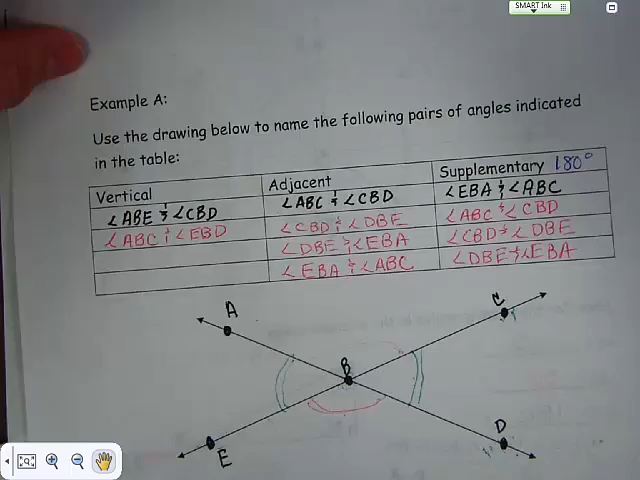 SMART Ink
Example A:
Use the drawing below to name the following pairs of angles indicated
in the table:
Vertical Adjacent Supplementary 180°
∠ABE & ∠CBD ∠ABC & ∠CBD ∠EBA & ∠ABC
∠ABC & ∠EBD ∠CBD & ∠DBE ∠ABC & ∠CBD
∠DBE & ∠EBA ∠CBD & ∠DBE
∠EBA & ∠ABC ∠DBE & ∠EBA
A C
B
E D